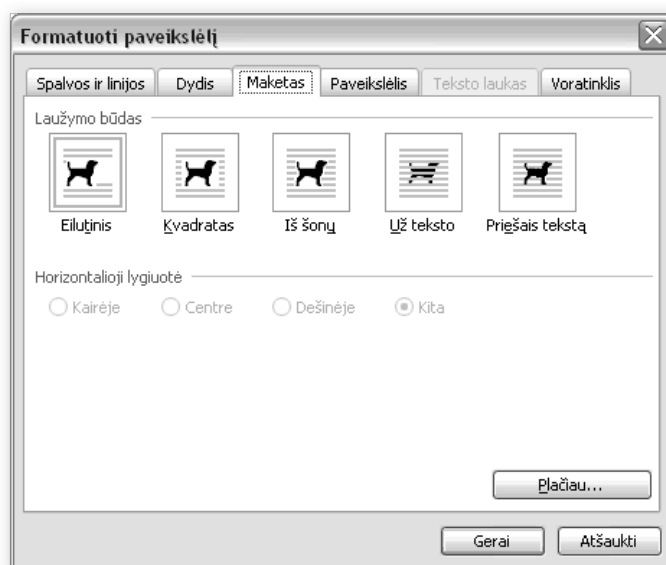 Formatuoti paveikslėlį
Spalvos ir linijos Dydis Maketas Paveikslėlis Teksto laukas Voratinklis
Laužymo būdas
Eilutinis Kvadratas Iš šonų Už teksto Priešais tekstą
Horizontalioji lygiuotė
Kairėje Centre Dešinėje Kita
Plačiau...
Gerai Atšaukti